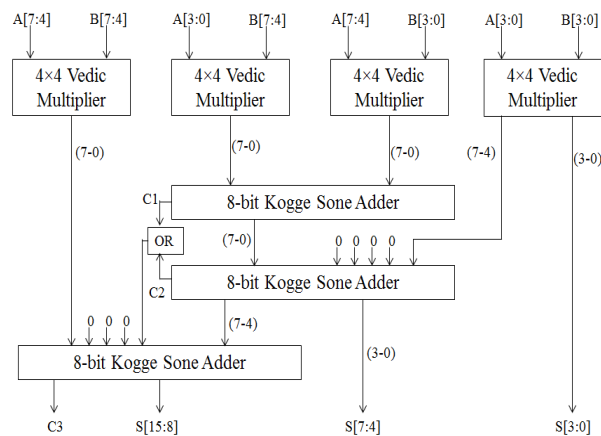 A[7:4] B[7:4] A[3:0] B[7:4] A[7:4] B[3:0] A[3:0] B[3:0]
4×4 Vedic Multiplier
4×4 Vedic Multiplier
4×4 Vedic Multiplier
4×4 Vedic Multiplier
(7-0) (7-0) (7-0) (7-4) (3-0)
C1 8-bit Kogge Sone Adder
OR (7-0) 0 0 0 0
C2 8-bit Kogge Sone Adder
0 0 0 (7-4) (3-0)
8-bit Kogge Sone Adder
C3 S[15:8] S[7:4] S[3:0]